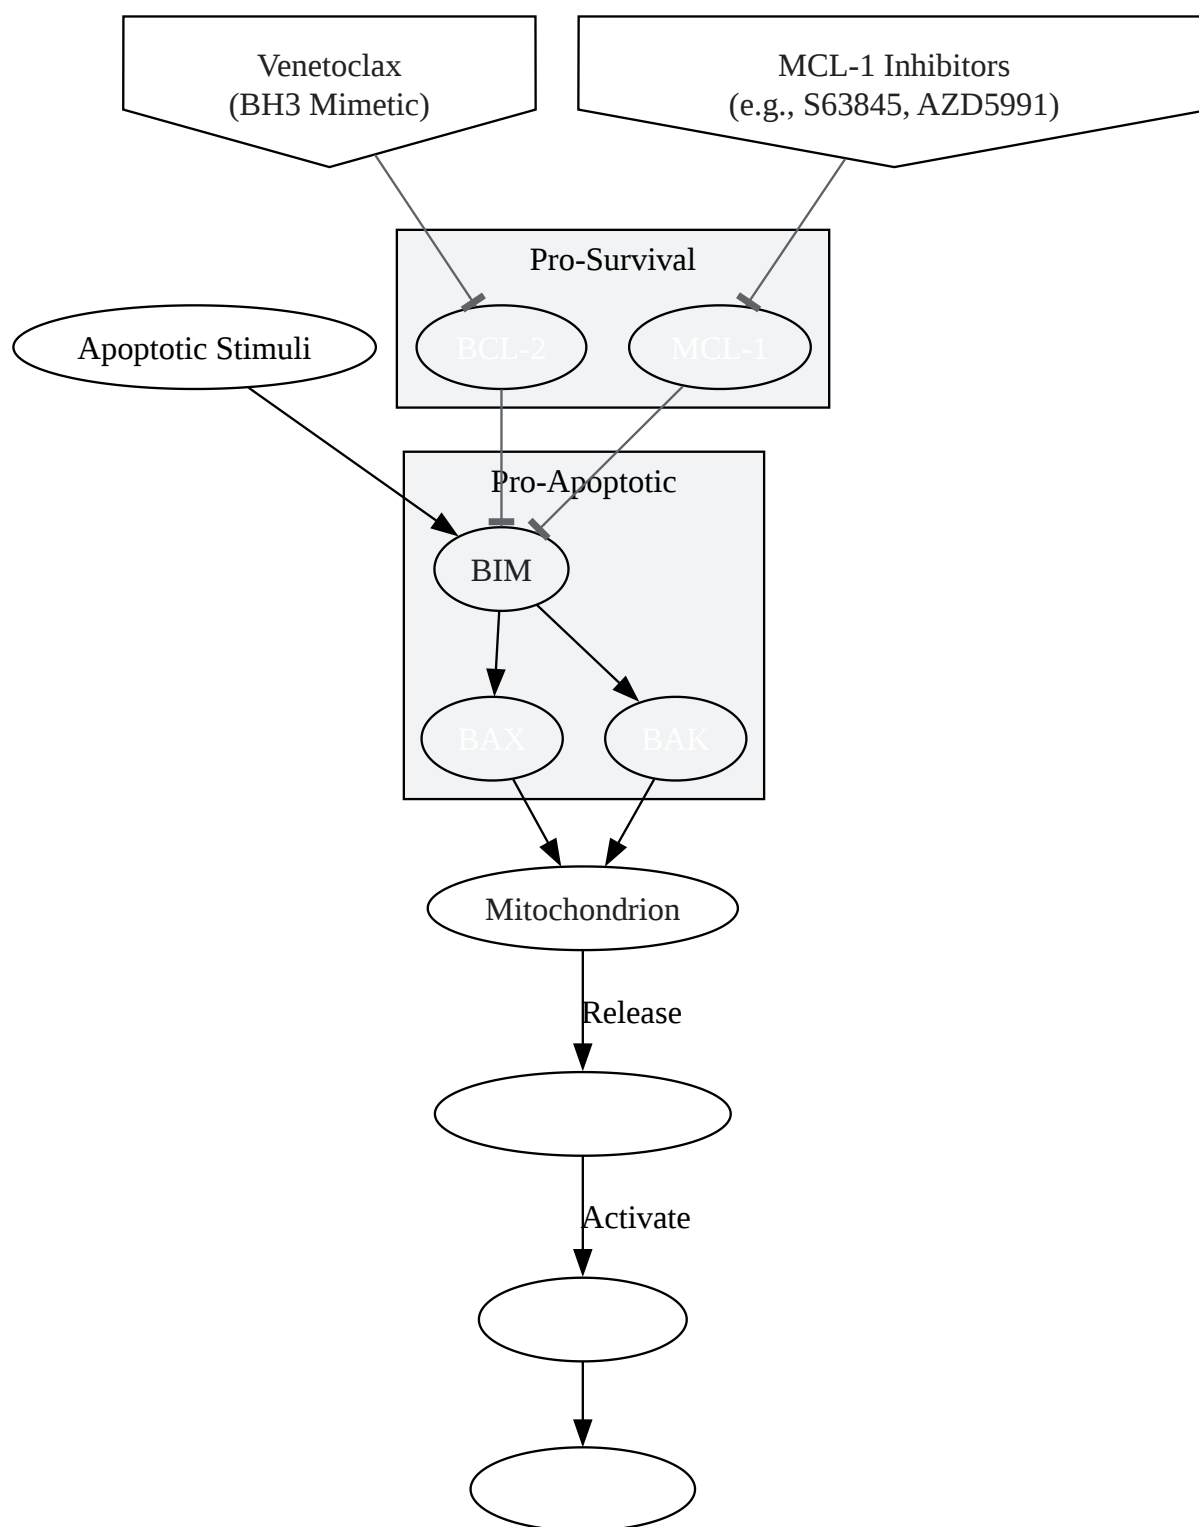 Venetoclax
(BH3 Mimetic)
MCL-1 Inhibitors
(e.g., S63845, AZD5991)
Pro-Survival
Apoptotic Stimuli
BCL-2
MCL-1
Pro-Apoptotic
BIM
BAX
BAK
Mitochondrion
Release
Activate